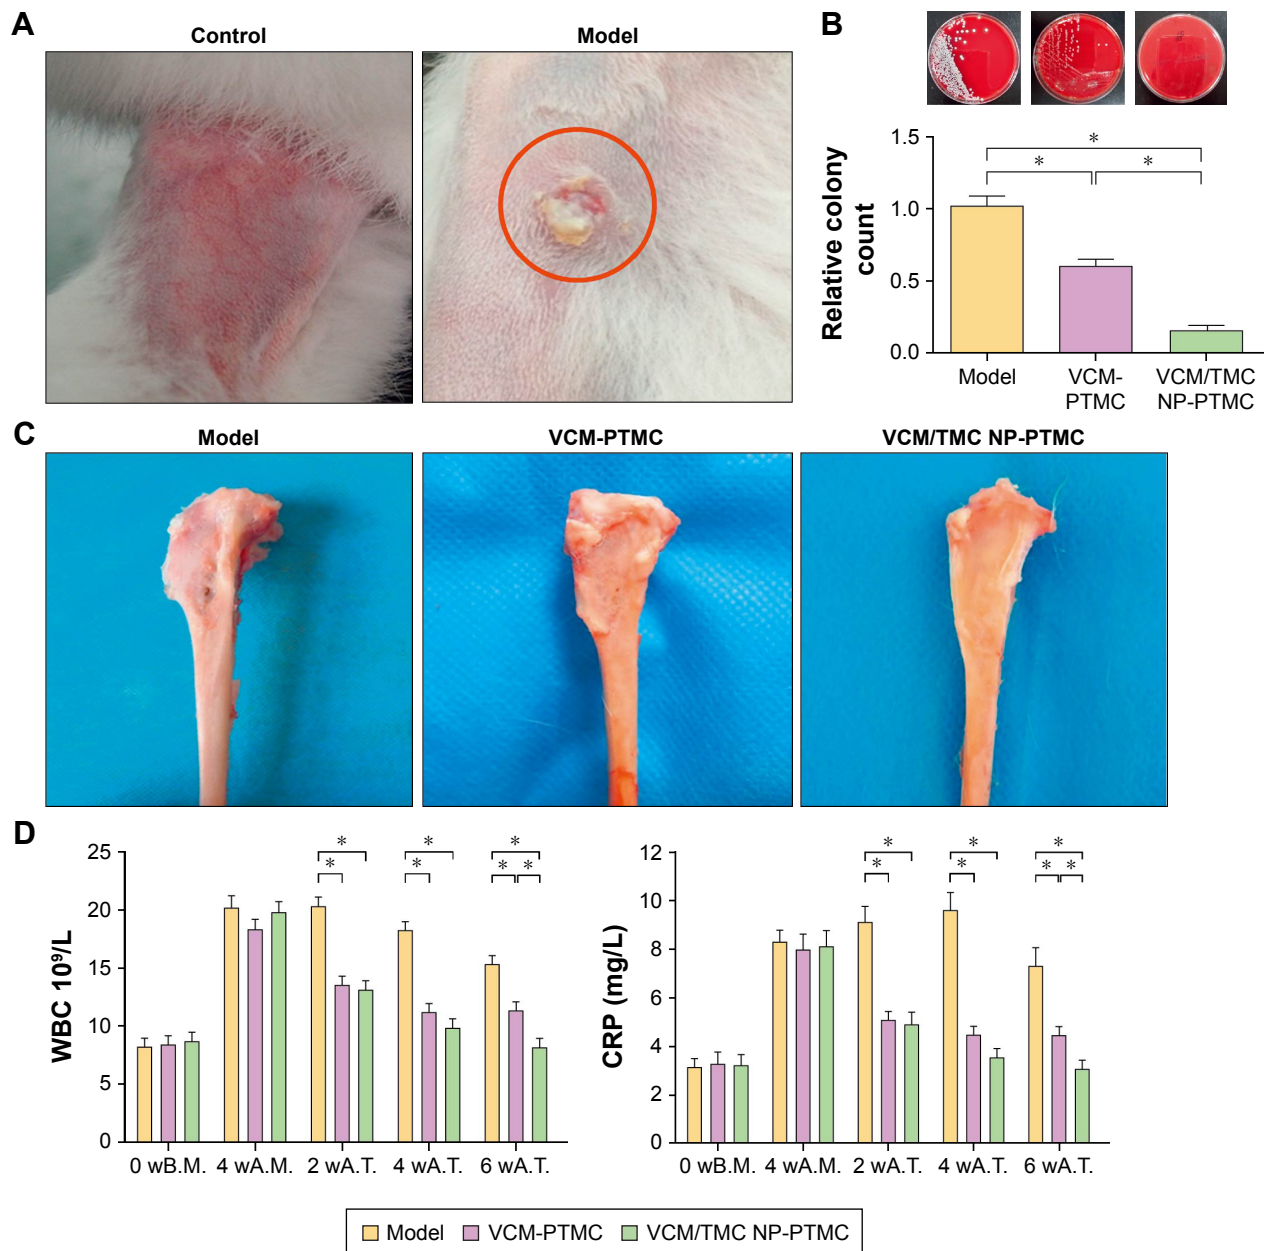 A
Control
Model
B
1.5
1.0
0.5
0.0
Relative colony
count
*
*
*
Model
VCM-
PTMC
VCM/TMC
NP-PTMC
C
Model
VCM-PTMC
VCM/TMC NP-PTMC
D
WBC 10⁹/L
25
20
15
10
5
0
*
*
*
*
*
*
*
0 wB.M.
4 wA.M.
2 wA.T.
4 wA.T.
6 wA.T.
CRP (mg/L)
12
10
8
6
4
2
0
*
*
*
*
*
*
*
0 wB.M.
4 wA.M.
2 wA.T.
4 wA.T.
6 wA.T.
Model
VCM-PTMC
VCM/TMC NP-PTMC